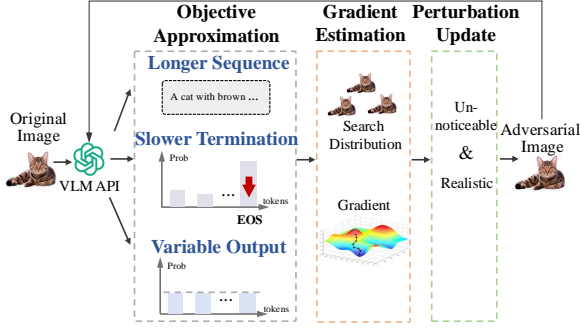 Objective
Approximation
Gradient
Estimation
Perturbation
Update
Original
Image
VLM API
Longer Sequence
A cat with brown ...
Slower Termination
Prob
...
tokens
EOS
Variable Output
Prob
...
tokens
Search
Distribution
Gradient
Un-
noticeable
&
Realistic
Adversarial
Image